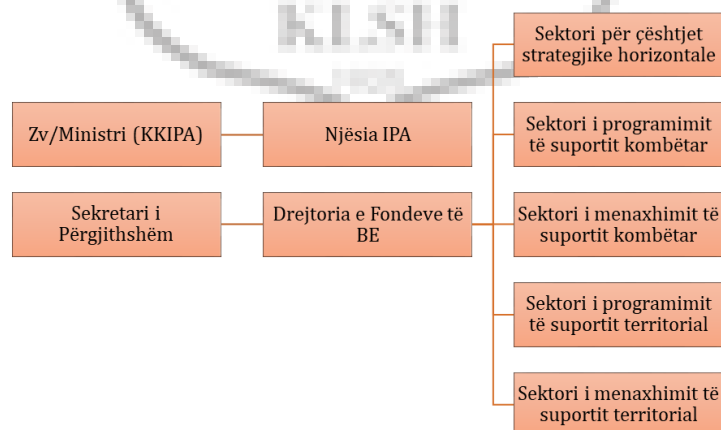 KLSH
Sektori për çështjet
strategjike horizontale
Zv/Ministri (KKIPA)
Njësia IPA
Sektori i programimit
të suportit kombëtar
Sekretari i
Përgjithshëm
Drejtoria e Fondeve të
BE
Sektori i menaxhimit të
suportit kombëtar
Sektori i programimit
të suportit territorial
Sektori i menaxhimit të
suportit territorial